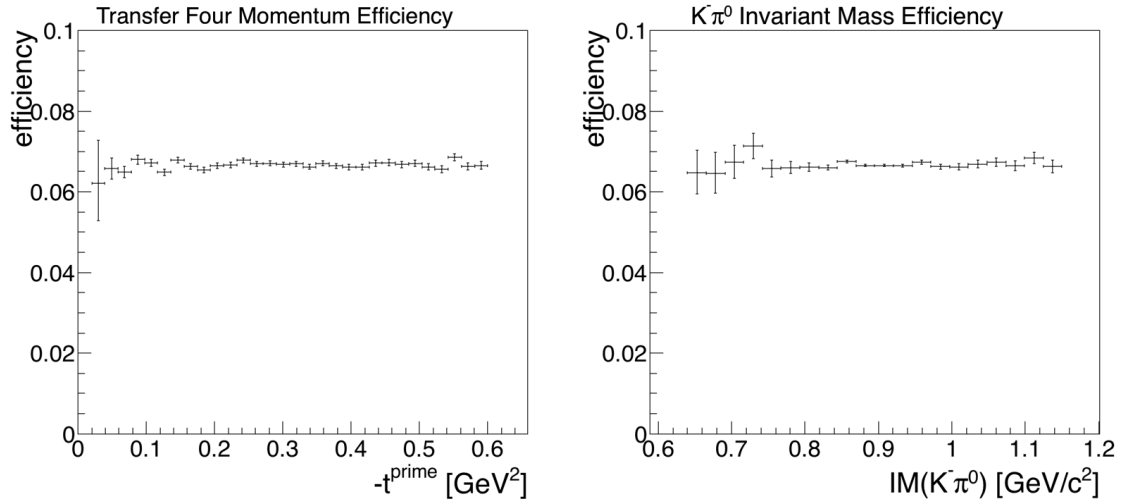 Transfer Four Momentum Efficiency
efficiency
0.1
0.08
0.06
0.04
0.02
0
0 0.1 0.2 0.3 0.4 0.5 0.6
-t^prime [GeV²]
K⁻π⁰ Invariant Mass Efficiency
efficiency
0.1
0.08
0.06
0.04
0.02
0
0.6 0.7 0.8 0.9 1 1.1 1.2
IM(K⁻π⁰) [GeV/c²]